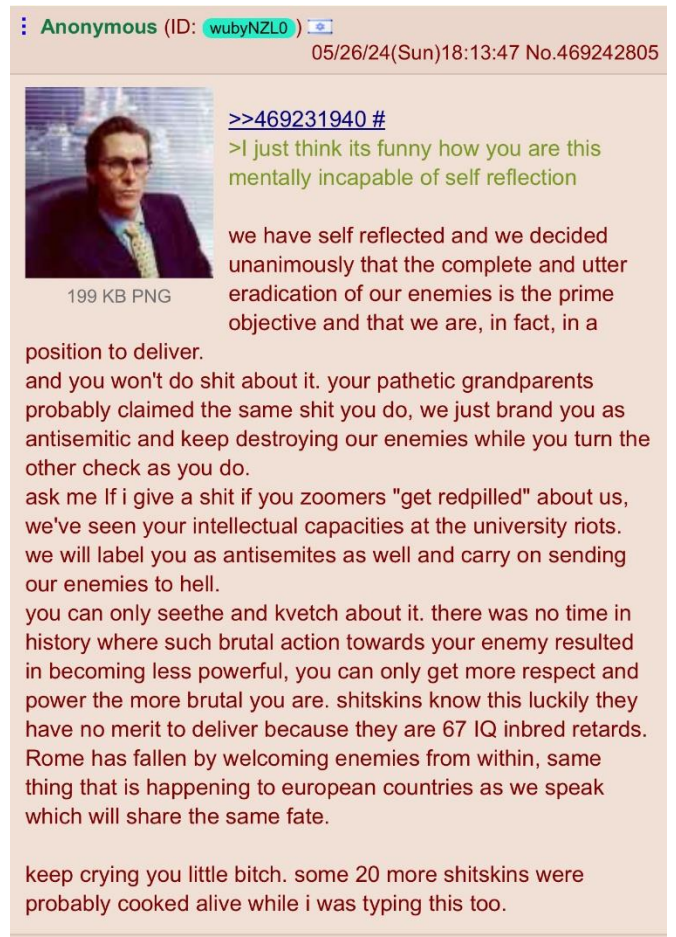 Anonymous (ID: wubyNZL0)
05/26/24(Sun)18:13:47 No.469242805
>>469231940 #
>I just think its funny how you are this
mentally incapable of self reflection
we have self reflected and we decided
unanimously that the complete and utter
eradication of our enemies is the prime
objective and that we are, in fact, in a
199 KB PNG
position to deliver.
and you won't do shit about it. your pathetic grandparents
probably claimed the same shit you do, we just brand you as
antisemitic and keep destroying our enemies while you turn the
other check as you do.
ask me If i give a shit if you zoomers "get redpilled" about us,
we've seen your intellectual capacities at the university riots.
we will label you as antisemites as well and carry on sending
our enemies to hell.
you can only seethe and kvetch about it. there was no time in
history where such brutal action towards your enemy resulted
in becoming less powerful, you can only get more respect and
power the more brutal you are. shitskins know this luckily they
have no merit to deliver because they are 67 IQ inbred retards.
Rome has fallen by welcoming enemies from within, same
thing that is happening to european countries as we speak
which will share the same fate.
keep crying you little bitch. some 20 more shitskins were
probably cooked alive while i was typing this too.